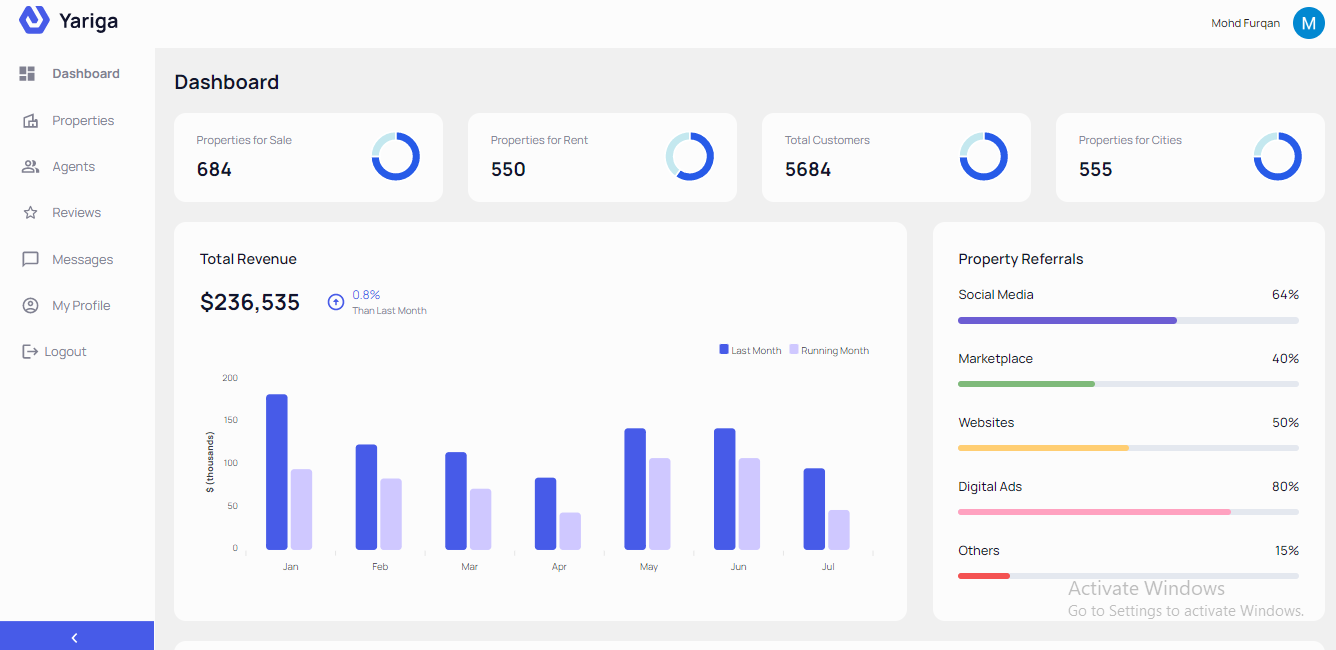 Yariga
Mohd Furqan
M
Dashboard
Properties
Agents
Reviews
Messages
My Profile
Logout
Dashboard
Properties for Sale
684
Properties for Rent
550
Total Customers
5684
Properties for Cities
555
Total Revenue
$236,535
0.8%
Than Last Month
Last Month Running Month
$ (thousands)
200
150
100
50
0
Jan Feb Mar Apr May Jun Jul
Property Referrals
Social Media 64%
Marketplace 40%
Websites 50%
Digital Ads 80%
Others 15%
Activate Windows
Go to Settings to activate Windows.